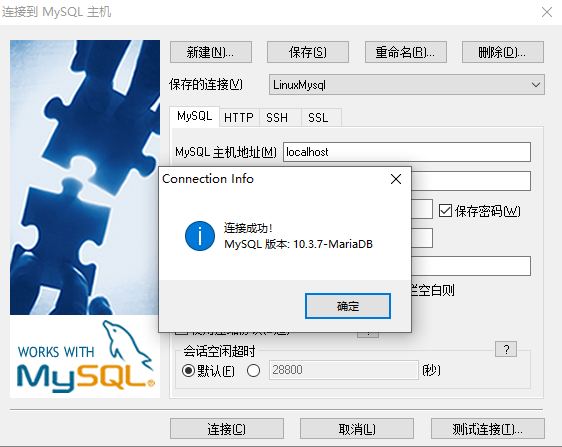 连接到 MySQL 主机
新建(N)...
保存(S)
重命名(R)...
删除(D)...
保存的连接(V)
LinuxMysql
MySQL
HTTP
SSH
SSL
MySQL 主机地址(M)
localhost
保存密码(W)
Connection Info
连接成功!
MySQL 版本: 10.3.7-MariaDB
确定
空白则
?
会话空闲超时
?
默认(F)
28800
(秒)
WORKS WITH
MySQL®
连接(C)
取消(L)
测试连接(T)...